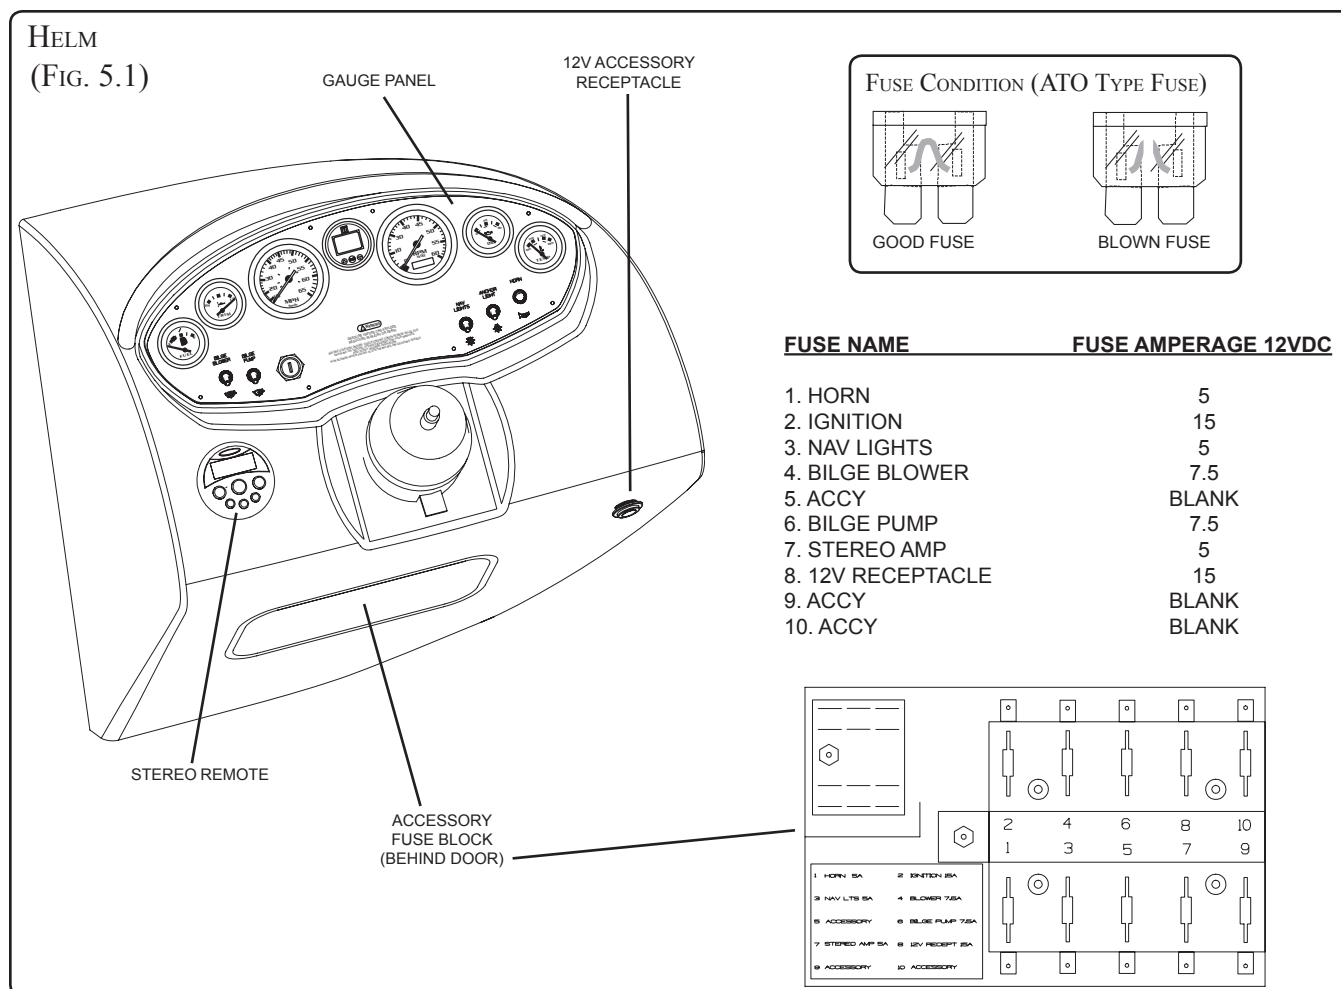 HELM
(FIG. 5.1)
GAUGE PANEL
12V ACCESSORY
RECEPTACLE
FUSE CONDITION (ATO TYPE FUSE)
GOOD FUSE
BLOWN FUSE
BILGE
BLOWER
BILGE
PUMP
NAV
LIGHTS
ANCHOR
LIGHT
HORN
FUSE NAME FUSE AMPERAGE 12VDC
1. HORN 5
2. IGNITION 15
3. NAV LIGHTS 5
4. BILGE BLOWER 7.5
5. ACCY BLANK
6. BILGE PUMP 7.5
7. STEREO AMP 5
8. 12V RECEPTACLE 15
9. ACCY BLANK
10. ACCY BLANK
STEREO REMOTE
ACCESSORY
FUSE BLOCK
(BEHIND DOOR)
2 4 6 8 10
1 3 5 7 9
1 HORN 5A 2 IGNITION 15A
3 NAV LTS 5A 4 BLOWER 7.5A
5 ACCESSORY 6 BILGE PUMP 7.5A
7 STEREO AMP 5A 8 12V RECEPT 15A
9 ACCESSORY 10 ACCESSORY